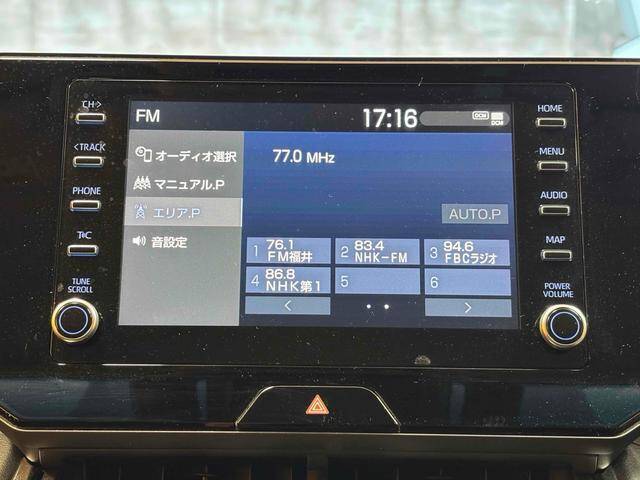 CH>
<TRACK
PHONE
T&C
TUNE
SCROLL
FM
17:16
DCM
DCM
オーディオ選択
マニュアル.P
エリア.P
音設定
77.0 MHz
AUTO.P
1 76.1 FM福井
2 83.4 NHK-FM
3 94.6 FBCラジオ
4 86.8 NHK第1
5
6
<
>
HOME
MENU
AUDIO
MAP
POWER
VOLUME